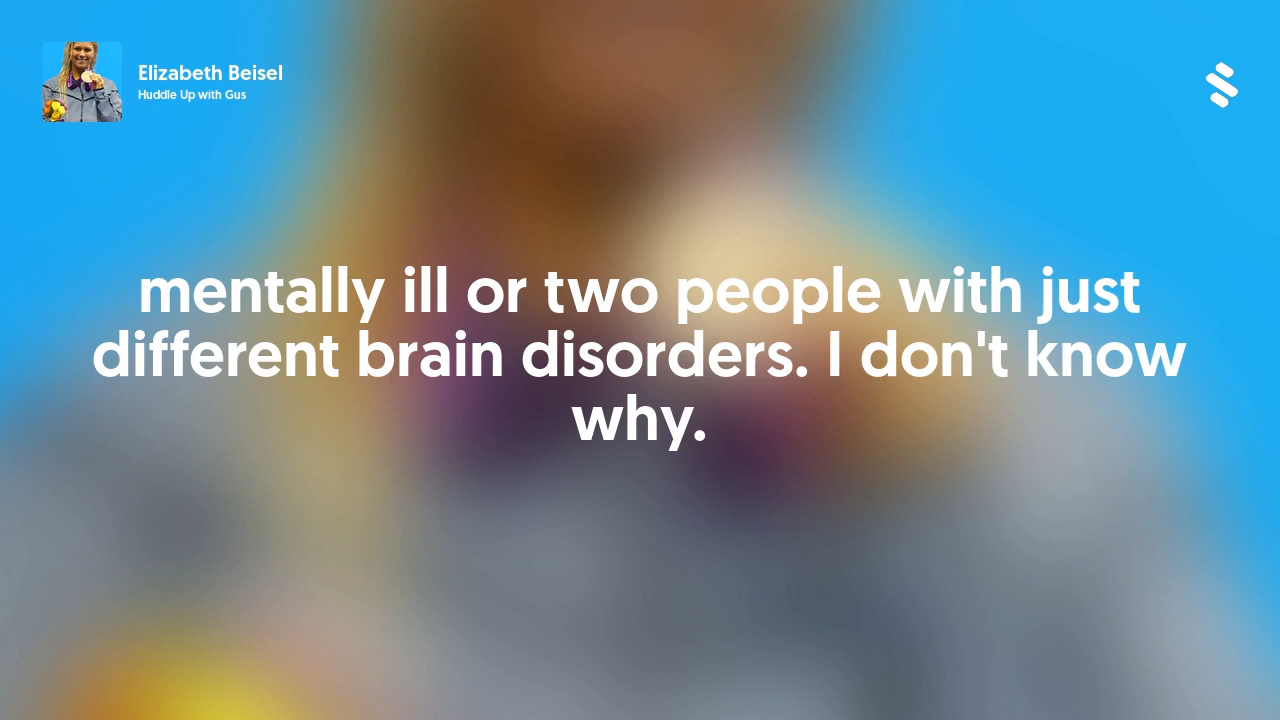 Elizabeth Beisel
Huddle Up with Gus
mentally ill or two people with just
different brain disorders. I don't know
why.